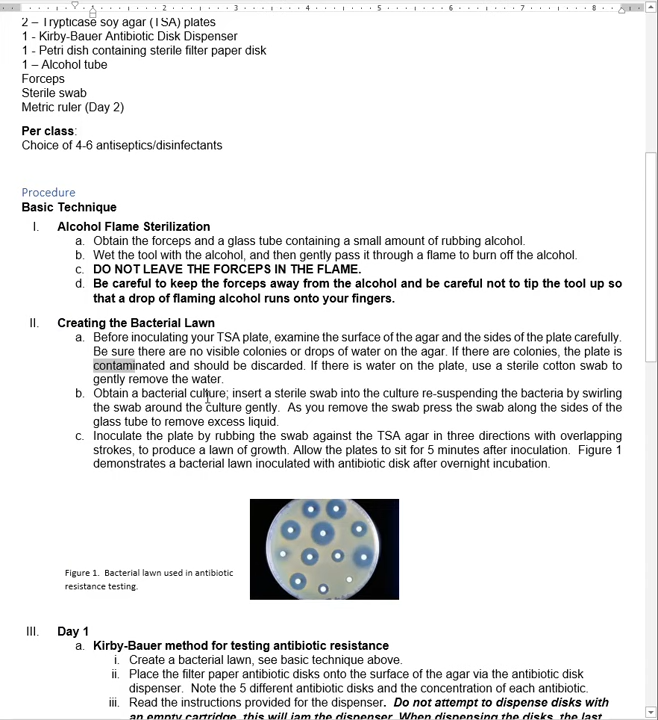 2 – Trypticase soy agar (TSA) plates
1 - Kirby-Bauer Antibiotic Disk Dispenser
1 - Petri dish containing sterile filter paper disk
1 – Alcohol tube
Forceps
Sterile swab
Metric ruler (Day 2)
Per class:
Choice of 4-6 antiseptics/disinfectants
Procedure
Basic Technique
I. Alcohol Flame Sterilization
a. Obtain the forceps and a glass tube containing a small amount of rubbing alcohol.
b. Wet the tool with the alcohol, and then gently pass it through a flame to burn off the alcohol.
c. DO NOT LEAVE THE FORCEPS IN THE FLAME.
d. Be careful to keep the forceps away from the alcohol and be careful not to tip the tool up so
that a drop of flaming alcohol runs onto your fingers.
II. Creating the Bacterial Lawn
a. Before inoculating your TSA plate, examine the surface of the agar and the sides of the plate carefully.
Be sure there are no visible colonies or drops of water on the agar. If there are colonies, the plate is
contaminated and should be discarded. If there is water on the plate, use a sterile cotton swab to
gently remove the water.
b. Obtain a bacterial culture; insert a sterile swab into the culture re-suspending the bacteria by swirling
the swab around the culture gently. As you remove the swab press the swab along the sides of the
glass tube to remove excess liquid.
c. Inoculate the plate by rubbing the swab against the TSA agar in three directions with overlapping
strokes, to produce a lawn of growth. Allow the plates to sit for 5 minutes after inoculation. Figure 1
demonstrates a bacterial lawn inoculated with antibiotic disk after overnight incubation.
Figure 1. Bacterial lawn used in antibiotic
resistance testing.
III. Day 1
a. Kirby-Bauer method for testing antibiotic resistance
i. Create a bacterial lawn, see basic technique above.
ii. Place the filter paper antibiotic disks onto the surface of the agar via the antibiotic disk
dispenser. Note the 5 different antibiotic disks and the concentration of each antibiotic.
iii. Read the instructions provided for the dispenser. Do not attempt to dispense disks with
an empty cartridge, this will jam the dispenser. When dispensing the disks, the last